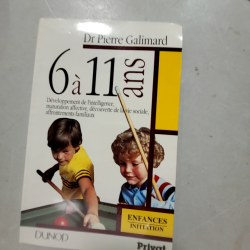 Dr Pierre Galimard
6 à 11 ans
Développement de l'intelligence,
maturation affective, découverte de la vie sociale,
affrontements familiaux
ENFANCES
INITIATION
DUNOD
Privat